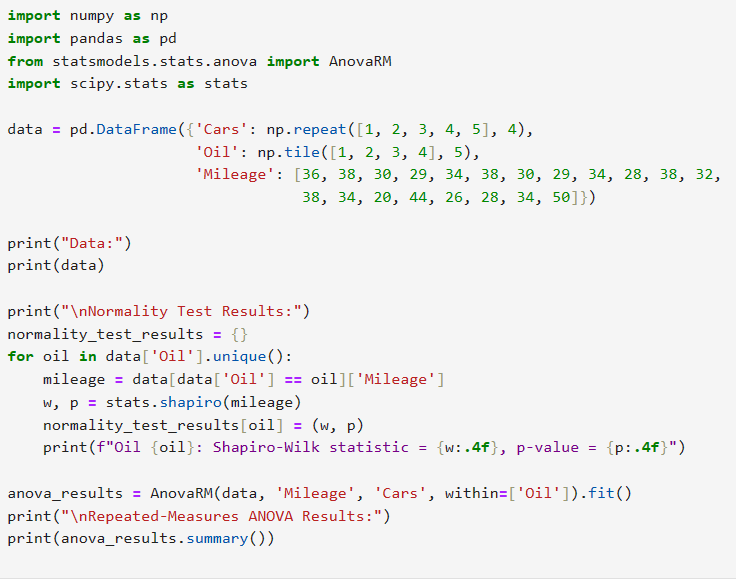 import numpy as np
import pandas as pd
from statsmodels.stats.anova import AnovaRM
import scipy.stats as stats

data = pd.DataFrame({'Cars': np.repeat([1, 2, 3, 4, 5], 4),
                     'Oil': np.tile([1, 2, 3, 4], 5),
                     'Mileage': [36, 38, 30, 29, 34, 38, 30, 29, 34, 28, 38, 32,
                                 38, 34, 20, 44, 26, 28, 34, 50]})

print("Data:")
print(data)

print("\nNormality Test Results:")
normality_test_results = {}
for oil in data['Oil'].unique():
    mileage = data[data['Oil'] == oil]['Mileage']
    w, p = stats.shapiro(mileage)
    normality_test_results[oil] = (w, p)
    print(f"Oil {oil}: Shapiro-Wilk statistic = {w:.4f}, p-value = {p:.4f}")

anova_results = AnovaRM(data, 'Mileage', 'Cars', within=['Oil']).fit()
print("\nRepeated-Measures ANOVA Results:")
print(anova_results.summary())